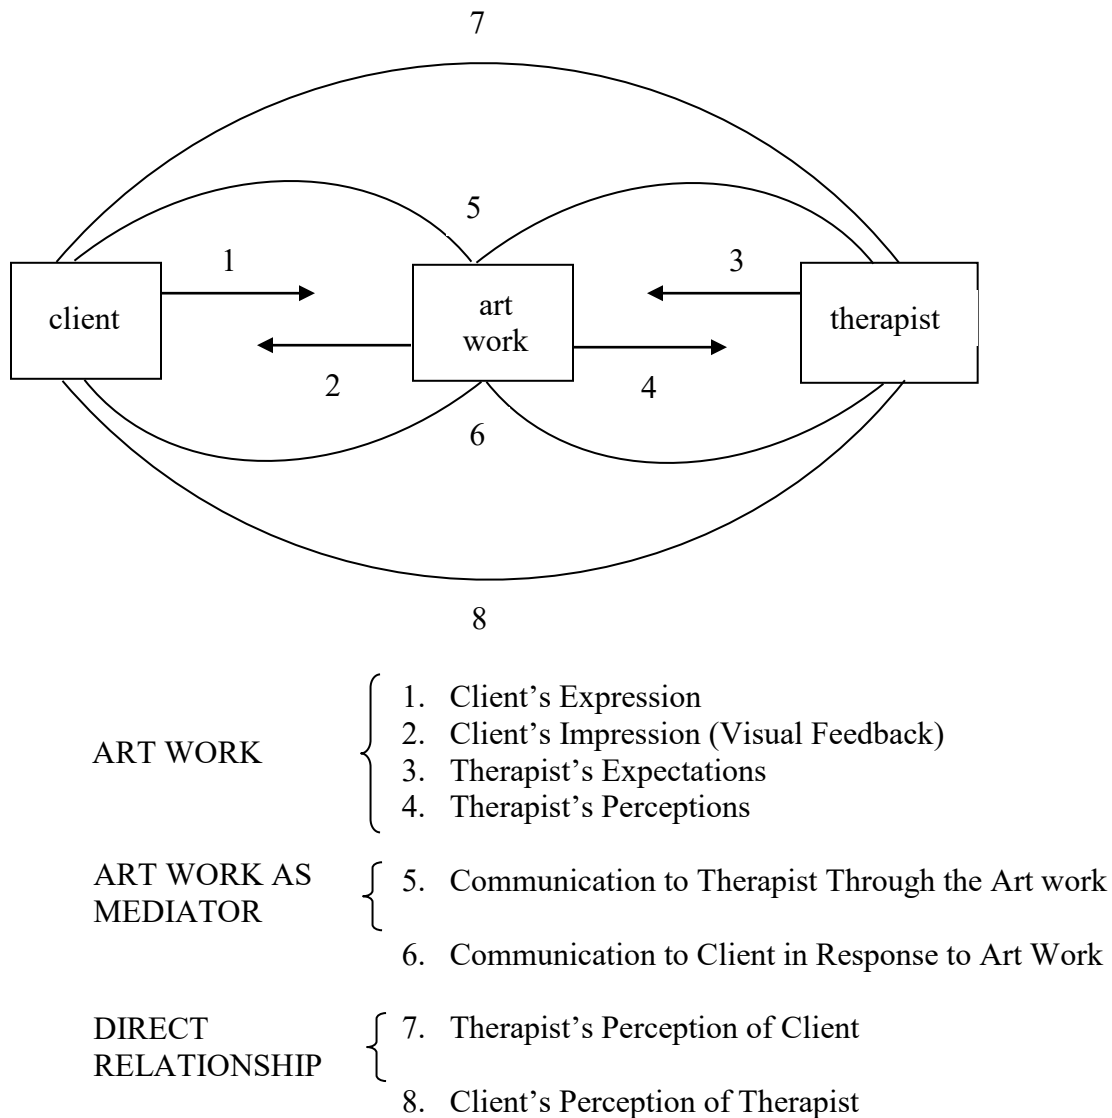 7
5
1
3
client
art
work
therapist
2
4
6
8
ART WORK
1. Client’s Expression
2. Client’s Impression (Visual Feedback)
3. Therapist’s Expectations
4. Therapist’s Perceptions
ART WORK AS
MEDIATOR
5. Communication to Therapist Through the Art work
6. Communication to Client in Response to Art Work
DIRECT
RELATIONSHIP
7. Therapist’s Perception of Client
8. Client’s Perception of Therapist